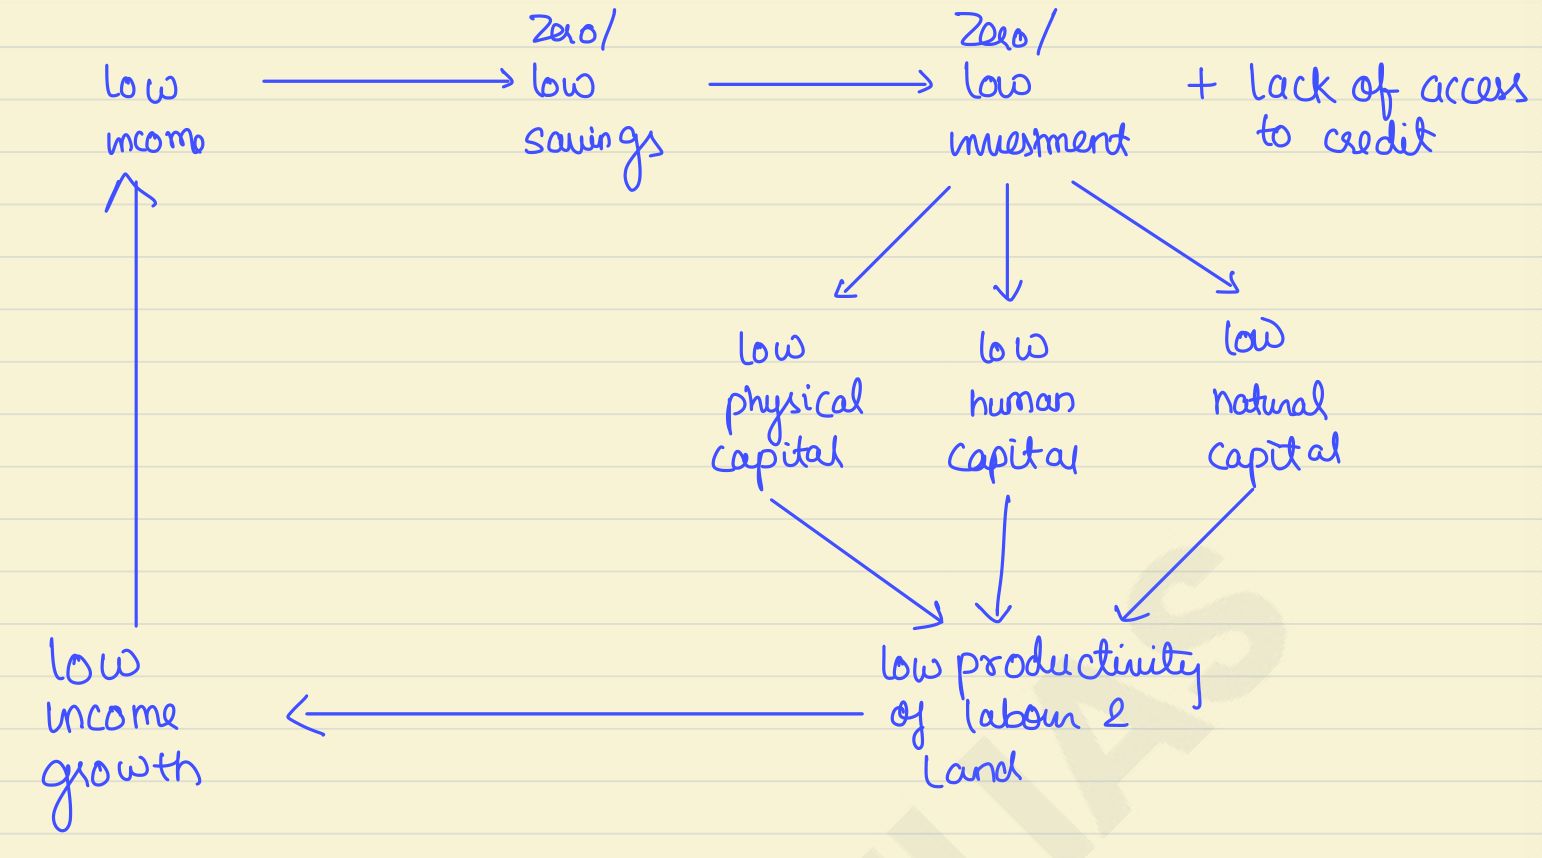 Zero/
low
savings
Zero/
low
invesment
low
income
+ lack of access
to credit
low
physical
capital
low
human
capital
low
natural
capital
low productivity
of labour &
land
low
income
growth
IAS